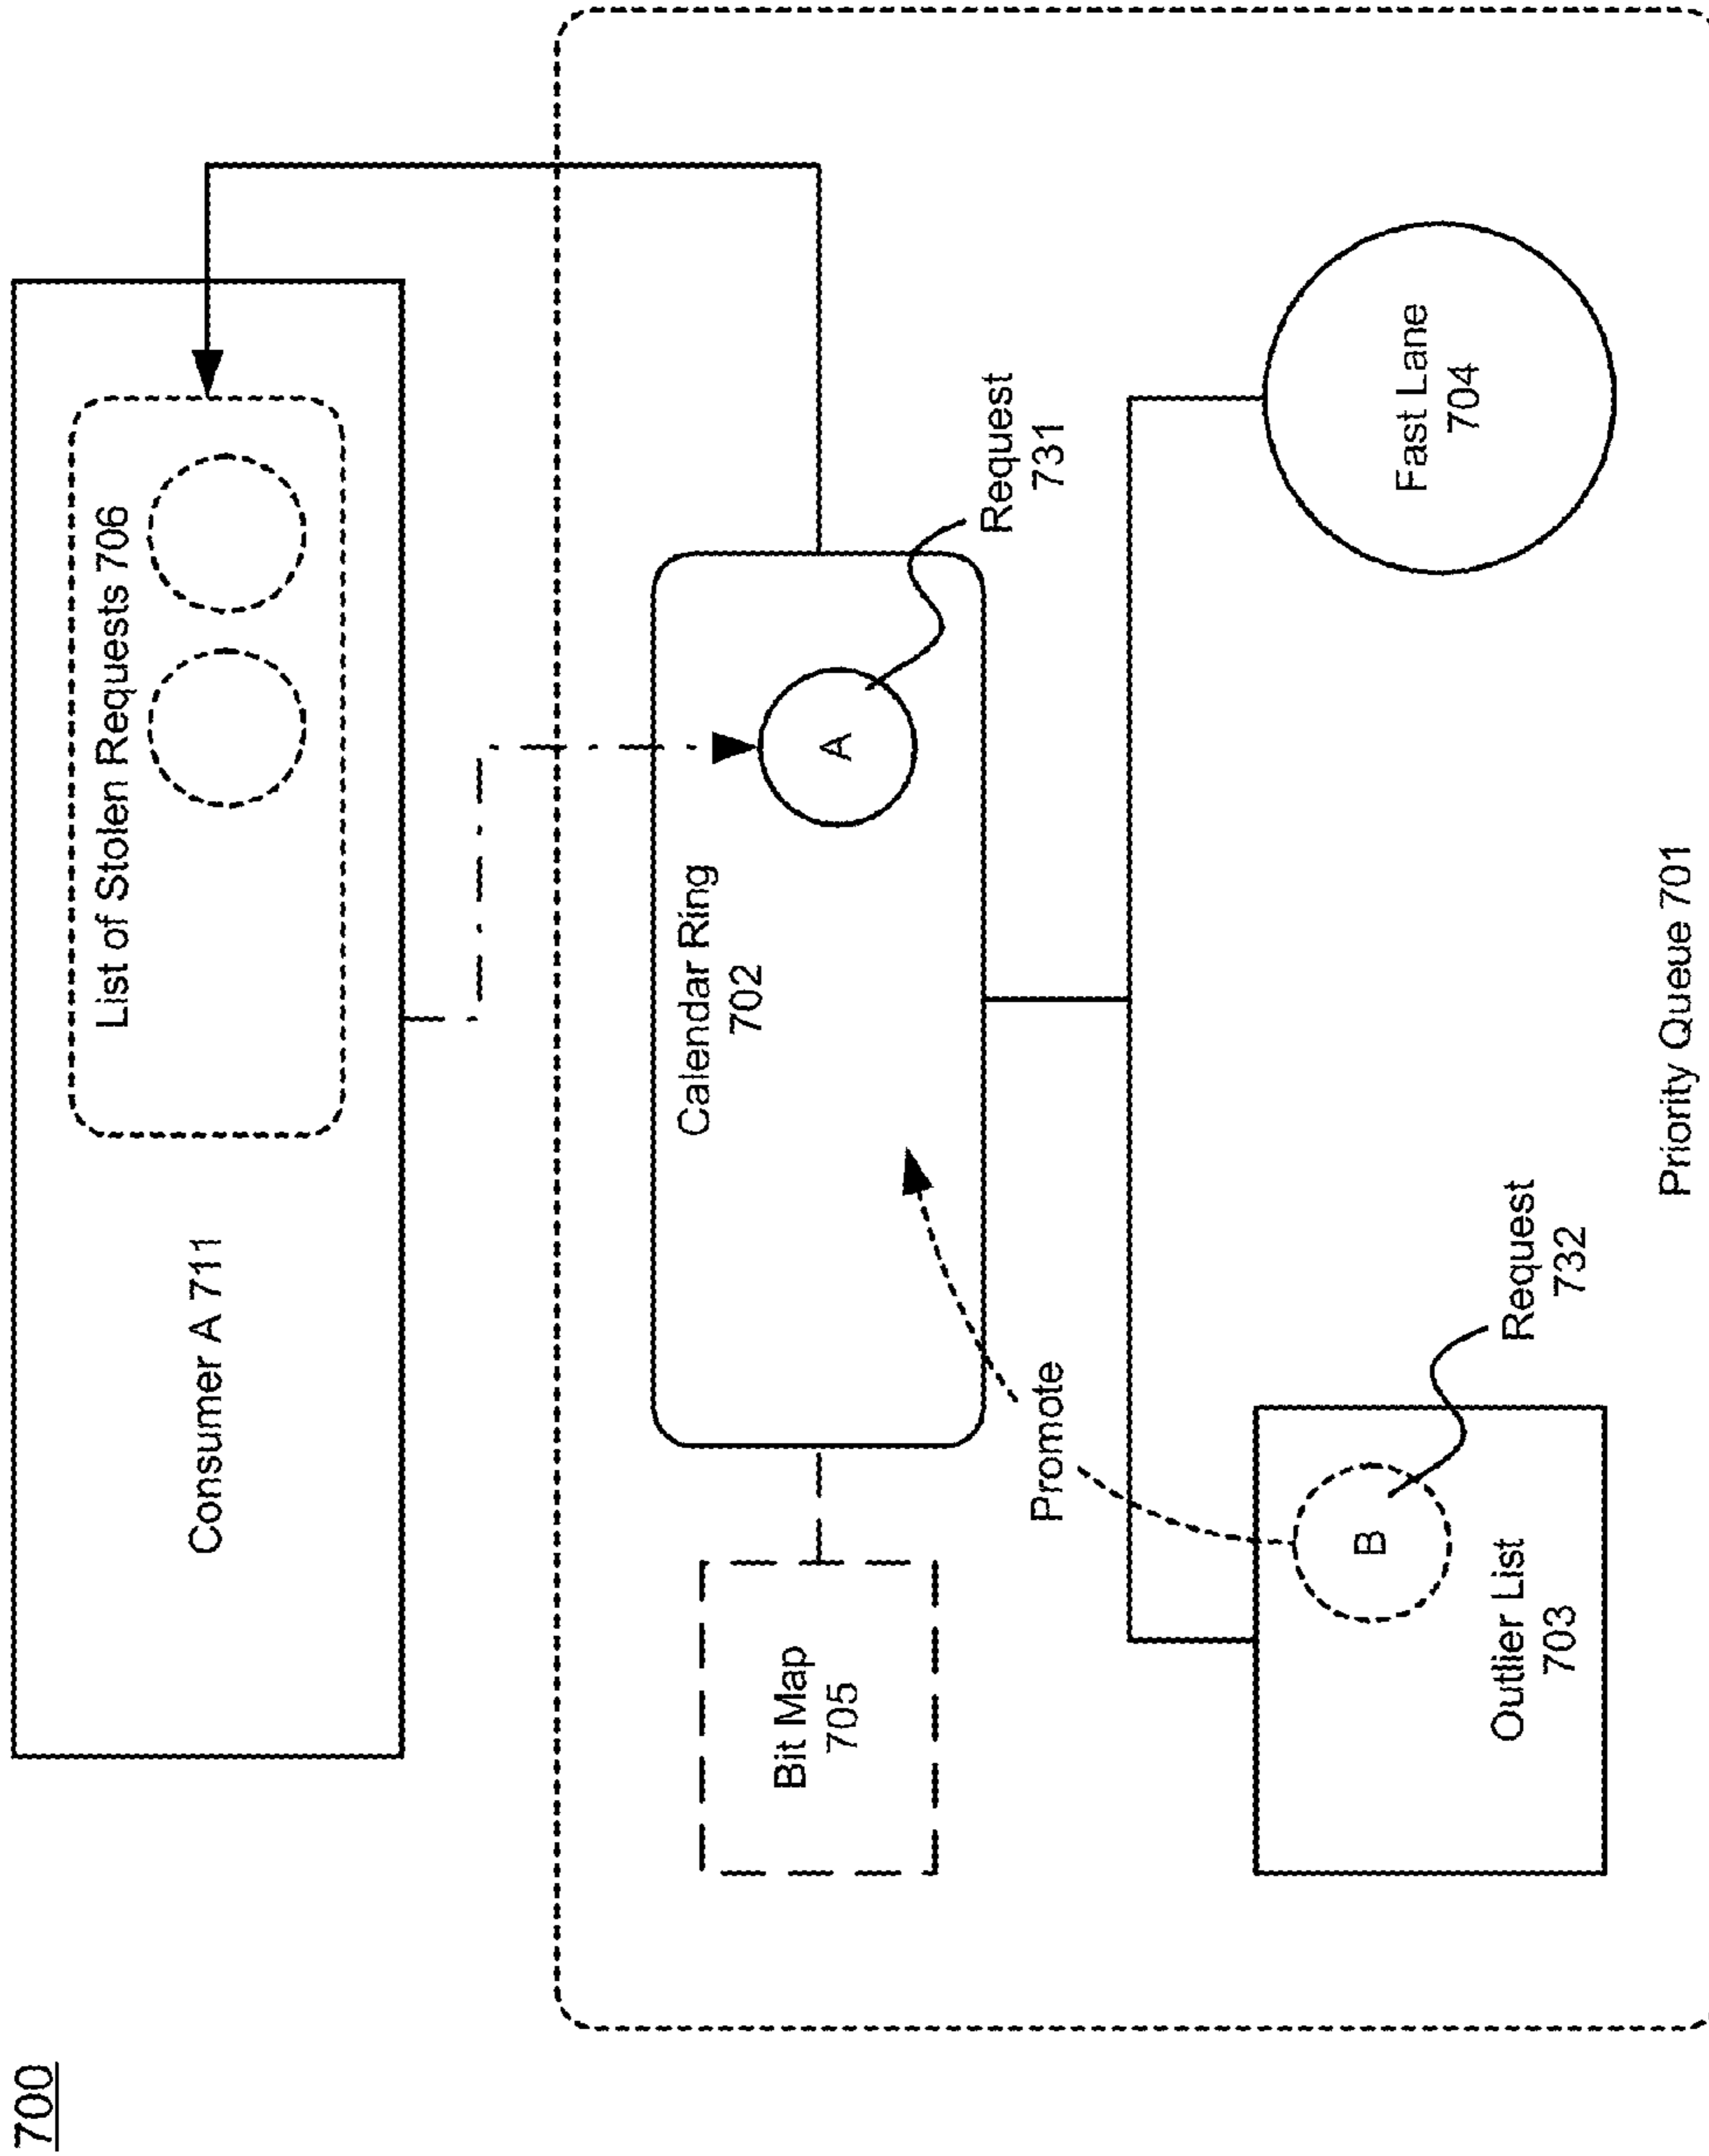 700
Consumer A 711
List of Stolen Requests 706
Bit Map
705
Calendar Ring
702
A
Request
731
Promote
B
Request
732
Outlier List
703
Fast Lane
704
Priority Queue 701